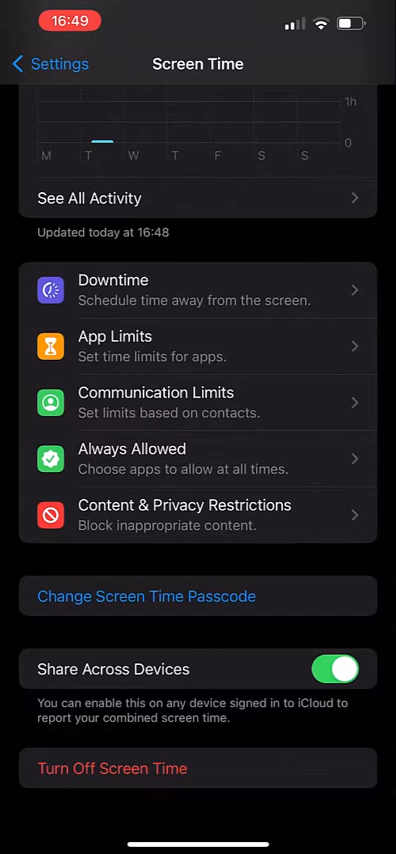 16:49
Settings
Screen Time
1h
0
M T W T F S S
See All Activity
Updated today at 16:48
Downtime
Schedule time away from the screen.
App Limits
Set time limits for apps.
Communication Limits
Set limits based on contacts.
Always Allowed
Choose apps to allow at all times.
Content & Privacy Restrictions
Block inappropriate content.
Change Screen Time Passcode
Share Across Devices
You can enable this on any device signed in to iCloud to
report your combined screen time.
Turn Off Screen Time